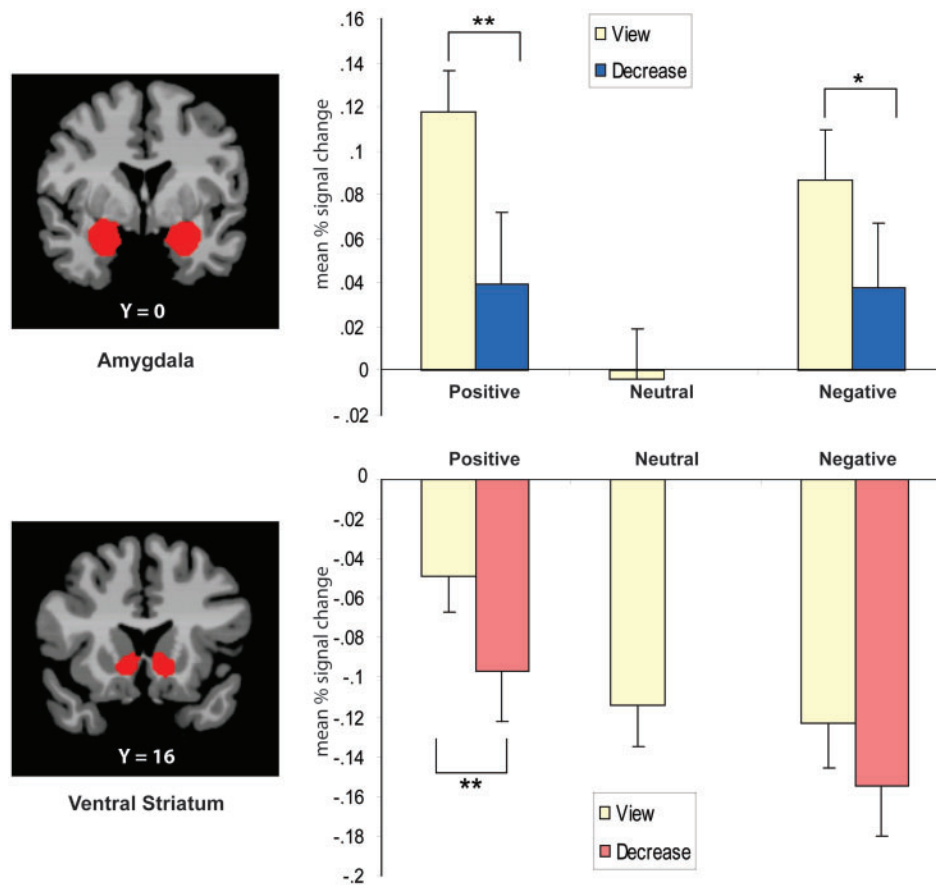 .16
.14
.12
.1
.08
.06
.04
.02
0
- .02
mean % signal change
**
View
Decrease
*
Y = 0
Amygdala
Positive
Neutral
Negative
Positive
Neutral
Negative
0
-.02
-.04
-.06
-.08
-.1
-.12
-.14
-.16
-.18
-.2
mean % signal change
**
View
Decrease
Y = 16
Ventral Striatum